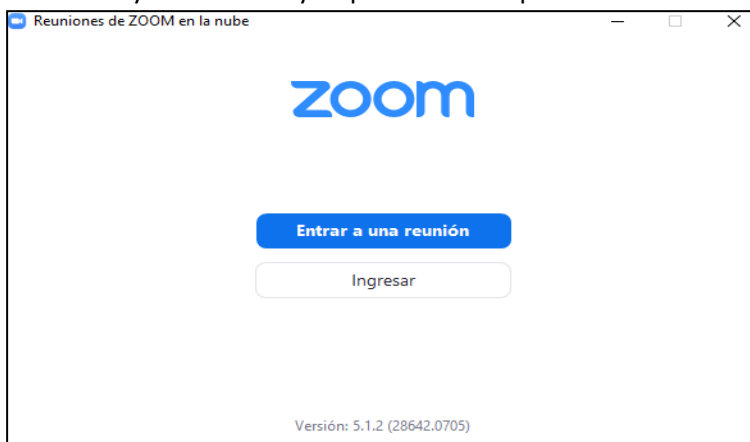 Reuniones de ZOOM en la nube
zoom
Entrar a una reunión
Ingresar
Versión: 5.1.2 (28642.0705)